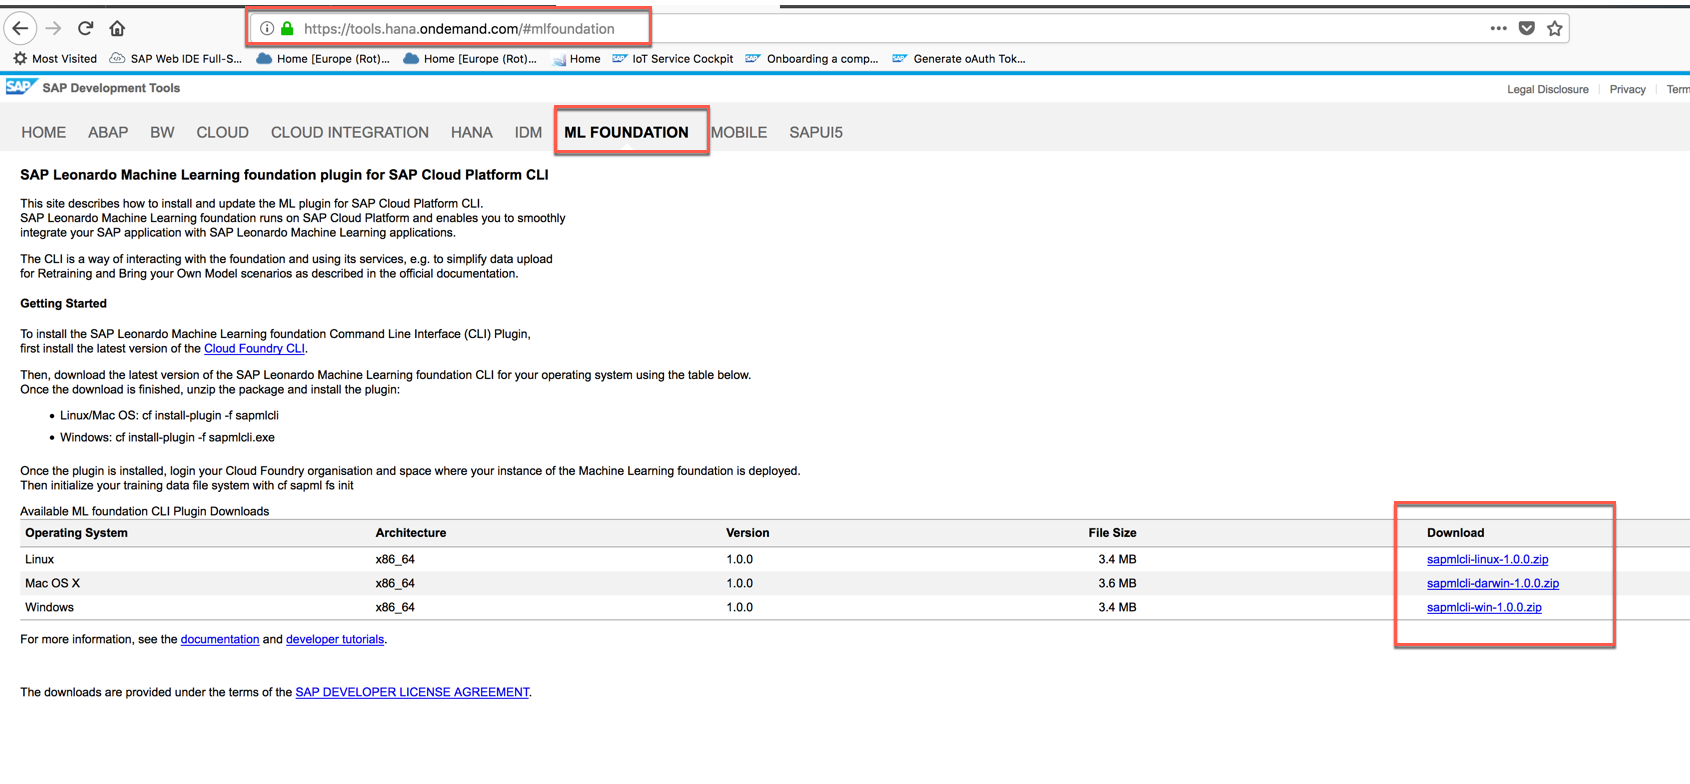 https://tools.hana.ondemand.com/#mlfoundation
Most Visited SAP Web IDE Full-S... Home [Europe (Rot)... Home [Europe (Rot)... Home SAP IoT Service Cockpit SAP Onboarding a comp... SAP Generate oAuth Tok...
SAP SAP Development Tools Legal Disclosure Privacy Term
HOME ABAP BW CLOUD CLOUD INTEGRATION HANA IDM ML FOUNDATION MOBILE SAPUI5
SAP Leonardo Machine Learning foundation plugin for SAP Cloud Platform CLI
This site describes how to install and update the ML plugin for SAP Cloud Platform CLI.
SAP Leonardo Machine Learning foundation runs on SAP Cloud Platform and enables you to smoothly
integrate your SAP application with SAP Leonardo Machine Learning applications.
The CLI is a way of interacting with the foundation and using its services, e.g. to simplify data upload
for Retraining and Bring your Own Model scenarios as described in the official documentation.
Getting Started
To install the SAP Leonardo Machine Learning foundation Command Line Interface (CLI) Plugin,
first install the latest version of the Cloud Foundry CLI.
Then, download the latest version of the SAP Leonardo Machine Learning foundation CLI for your operating system using the table below.
Once the download is finished, unzip the package and install the plugin:
• Linux/Mac OS: cf install-plugin -f sapmlcli
• Windows: cf install-plugin -f sapmlcli.exe
Once the plugin is installed, login your Cloud Foundry organisation and space where your instance of the Machine Learning foundation is deployed.
Then initialize your training data file system with cf sapml fs init
Available ML foundation CLI Plugin Downloads
Operating System Architecture Version File Size Download
Linux x86_64 1.0.0 3.4 MB sapmlcli-linux-1.0.0.zip
Mac OS X x86_64 1.0.0 3.6 MB sapmlcli-darwin-1.0.0.zip
Windows x86_64 1.0.0 3.4 MB sapmlcli-win-1.0.0.zip
For more information, see the documentation and developer tutorials.
The downloads are provided under the terms of the SAP DEVELOPER LICENSE AGREEMENT.